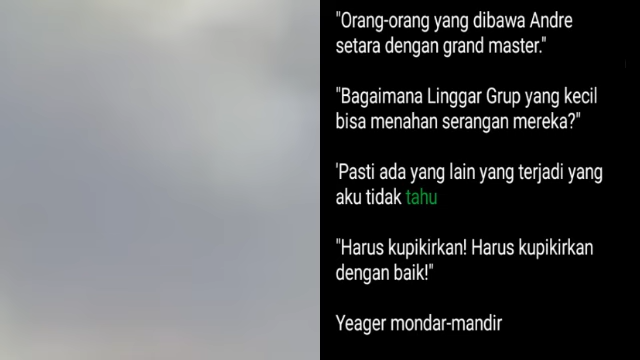 "Orang-orang yang dibawa Andre
setara dengan grand master."
"Bagaimana Linggar Grup yang kecil
bisa menahan serangan mereka?"
'Pasti ada yang lain yang terjadi yang
aku tidak tahu
"Harus kupikirkan! Harus kupikirkan
dengan baik!"
Yeager mondar-mandir